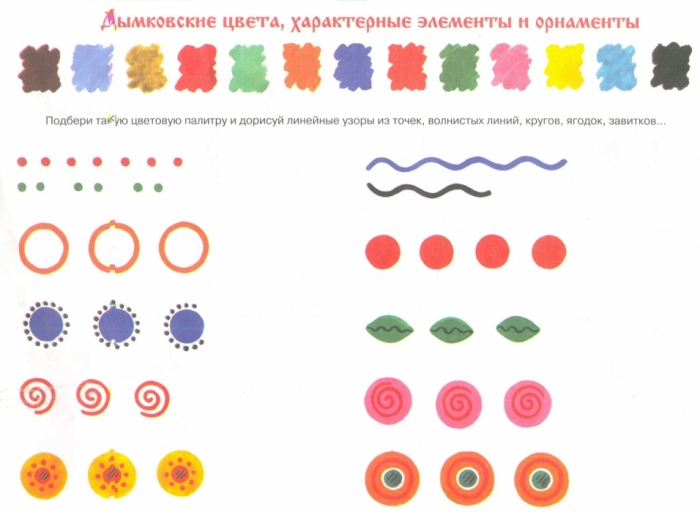 Дымковские цвета, характерные элементы и орнаменты
Подбери такую цветовую палитру и дорисуй линейные узоры из точек, волнистых линий, кругов, ягодок, завитков...